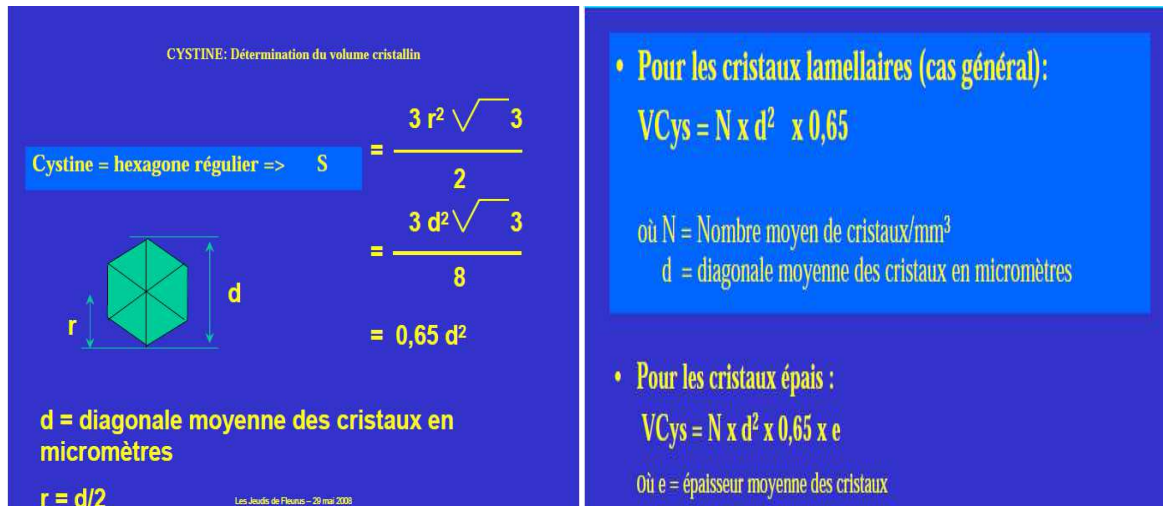 CYSTINE: Détermination du volume cristallin
Cystine = hexagone régulier => S
= 3 r² √ 3
2
= 3 d² √ 3
8
= 0,65 d²
r
d
d = diagonale moyenne des cristaux en
micromètres
r = d/2
Les Jeudis de Fleurus – 29 mai 2008
• Pour les cristaux lamellaires (cas général):
VCys = N x d² x 0,65
où N = Nombre moyen de cristaux/mm³
d = diagonale moyenne des cristaux en micromètres
• Pour les cristaux épais :
VCys = N x d² x 0,65 x e
Où e = épaisseur moyenne des cristaux